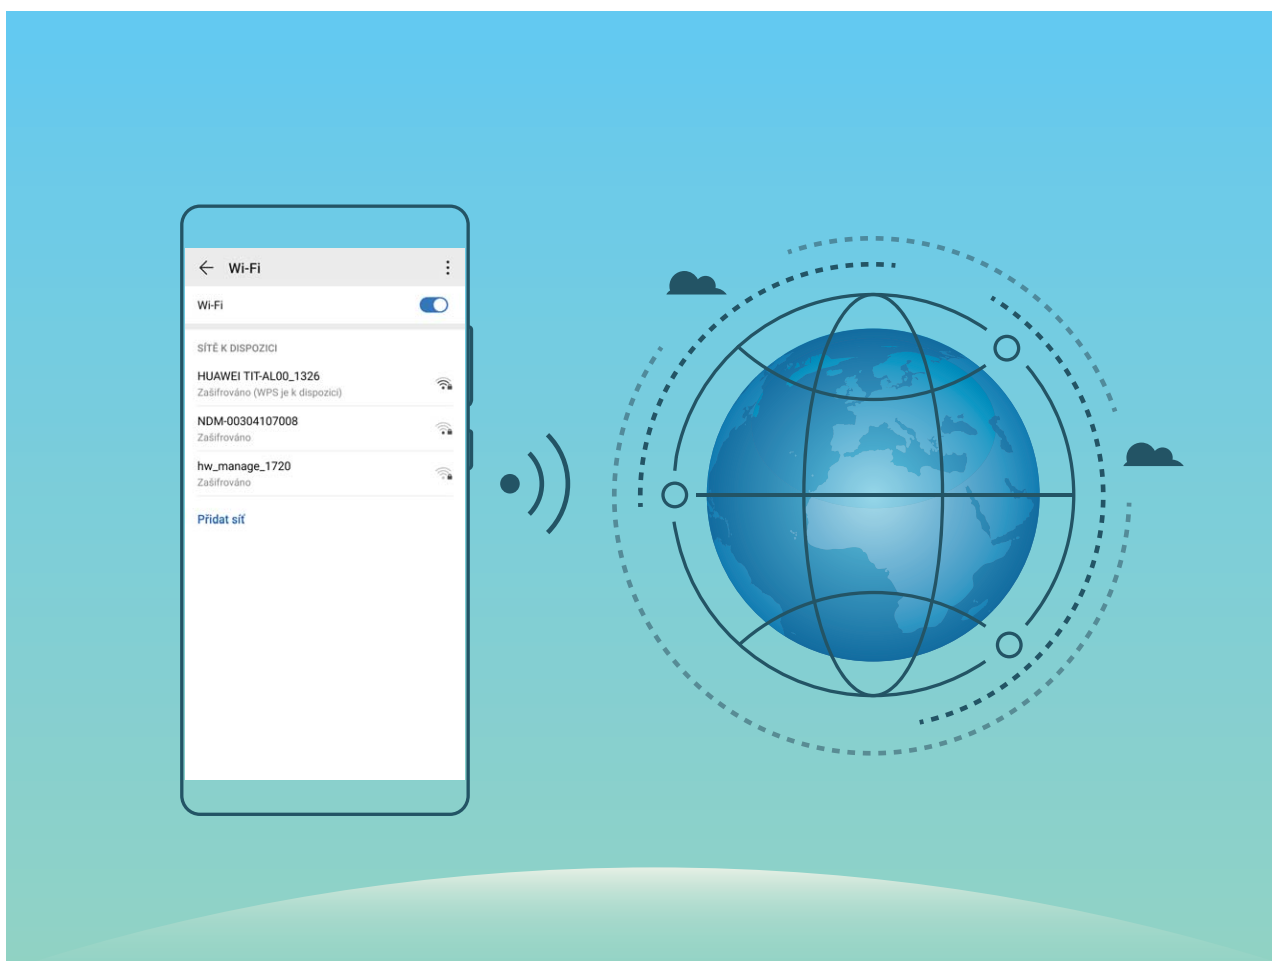 Wi-Fi
Wi-Fi
SÍTĚ K DISPOZICI
HUAWEI TIT-AL00_1326
Zašifrováno (WPS je k dispozici)
NDM-00304107008
Zašifrováno
hw_manage_1720
Zašifrováno
Přidat síť